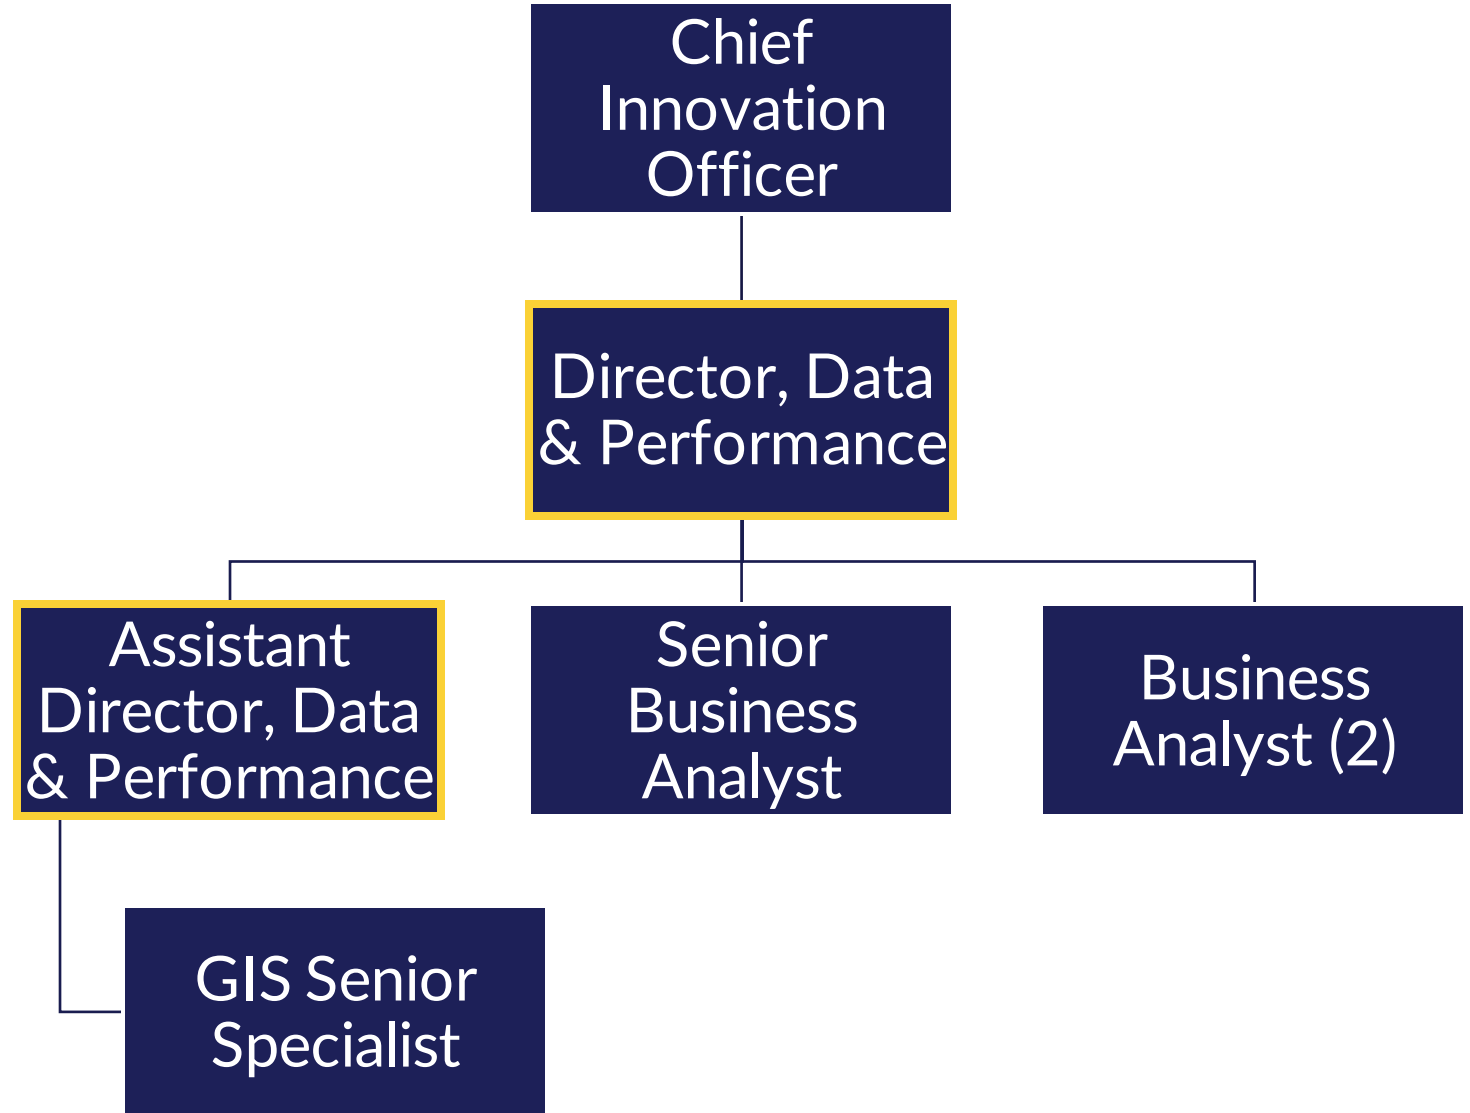 Chief
Innovation
Officer
Director, Data
& Performance
Assistant
Director, Data
& Performance
Senior
Business
Analyst
Business
Analyst (2)
GIS Senior
Specialist